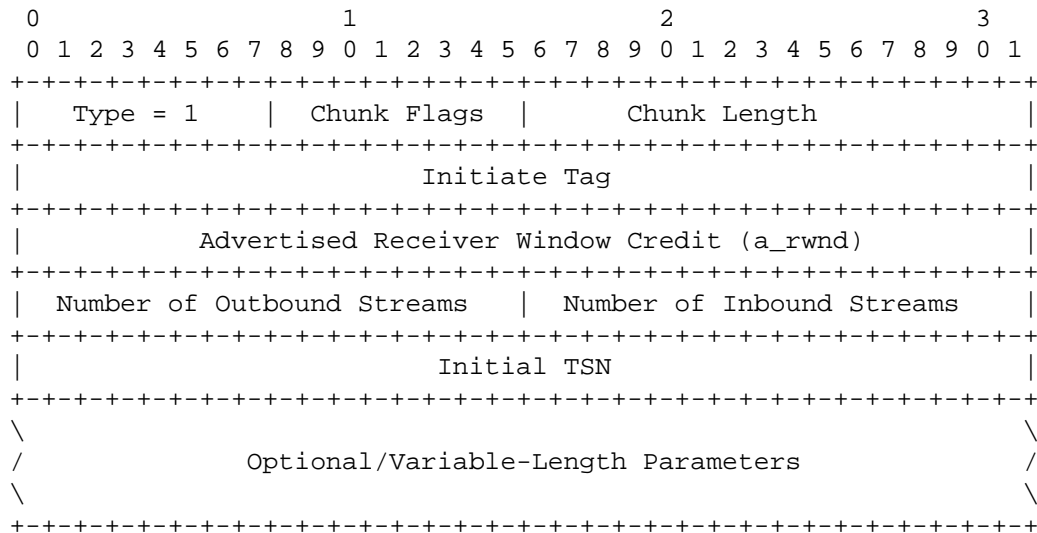 0                   1                   2                   3
 0 1 2 3 4 5 6 7 8 9 0 1 2 3 4 5 6 7 8 9 0 1 2 3 4 5 6 7 8 9 0 1
+-+-+-+-+-+-+-+-+-+-+-+-+-+-+-+-+-+-+-+-+-+-+-+-+-+-+-+-+-+-+-+-+
|   Type = 1    |  Chunk Flags  |      Chunk Length             |
+-+-+-+-+-+-+-+-+-+-+-+-+-+-+-+-+-+-+-+-+-+-+-+-+-+-+-+-+-+-+-+-+
|                         Initiate Tag                          |
+-+-+-+-+-+-+-+-+-+-+-+-+-+-+-+-+-+-+-+-+-+-+-+-+-+-+-+-+-+-+-+-+
|           Advertised Receiver Window Credit (a_rwnd)          |
+-+-+-+-+-+-+-+-+-+-+-+-+-+-+-+-+-+-+-+-+-+-+-+-+-+-+-+-+-+-+-+-+
|  Number of Outbound Streams   |  Number of Inbound Streams    |
+-+-+-+-+-+-+-+-+-+-+-+-+-+-+-+-+-+-+-+-+-+-+-+-+-+-+-+-+-+-+-+-+
|                          Initial TSN                          |
+-+-+-+-+-+-+-+-+-+-+-+-+-+-+-+-+-+-+-+-+-+-+-+-+-+-+-+-+-+-+-+-+
\                                                               \
/              Optional/Variable-Length Parameters              /
\                                                               \
+-+-+-+-+-+-+-+-+-+-+-+-+-+-+-+-+-+-+-+-+-+-+-+-+-+-+-+-+-+-+-+-+